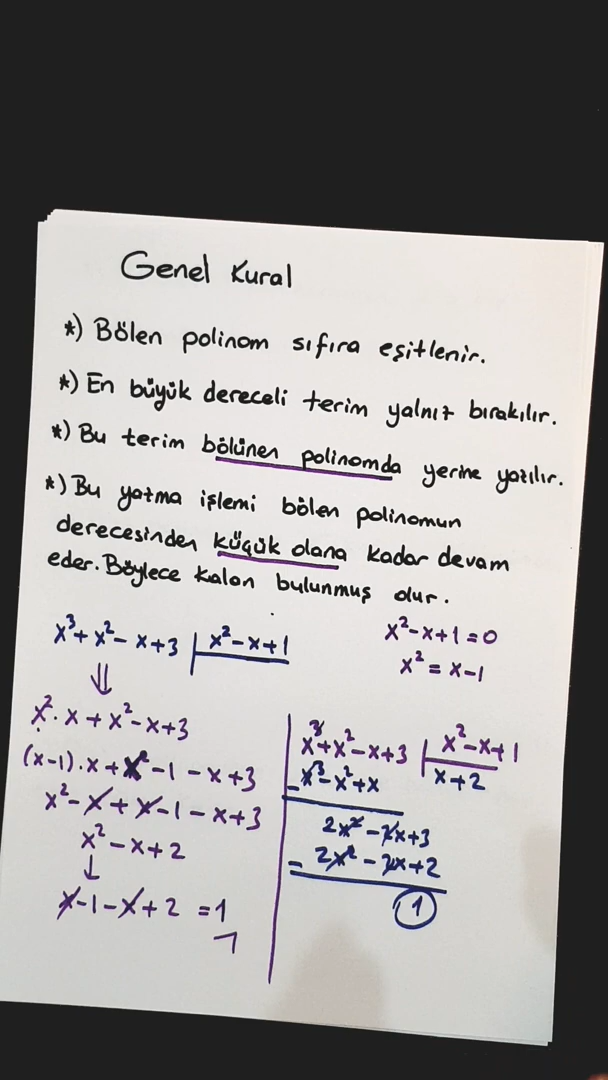 Genel Kural
*) Bölen polinom sıfıra eşitlenir.
*) En büyük dereceli terim yalnız bırakılır.
*) Bu terim bölünen polinomda yerine yazılır.
*) Bu yazma işlemi bölen polinomun
derecesinden küçük olana kadar devam
eder. Böylece kalan bulunmuş olur.
x³+x²-x+3 | x²-x+1
⇓
x².x+x²-x+3
(x-1).x+x-1-x+3
x²-x+x-1-x+3
x²-x+2
↓
x-1-x+2 =1
x²-x+1=0
x²=x-1
x³+x²-x+3 | x²-x+1
-x³-x²+x | x+2
2x²-2x+3
-2x²-2x+2
1